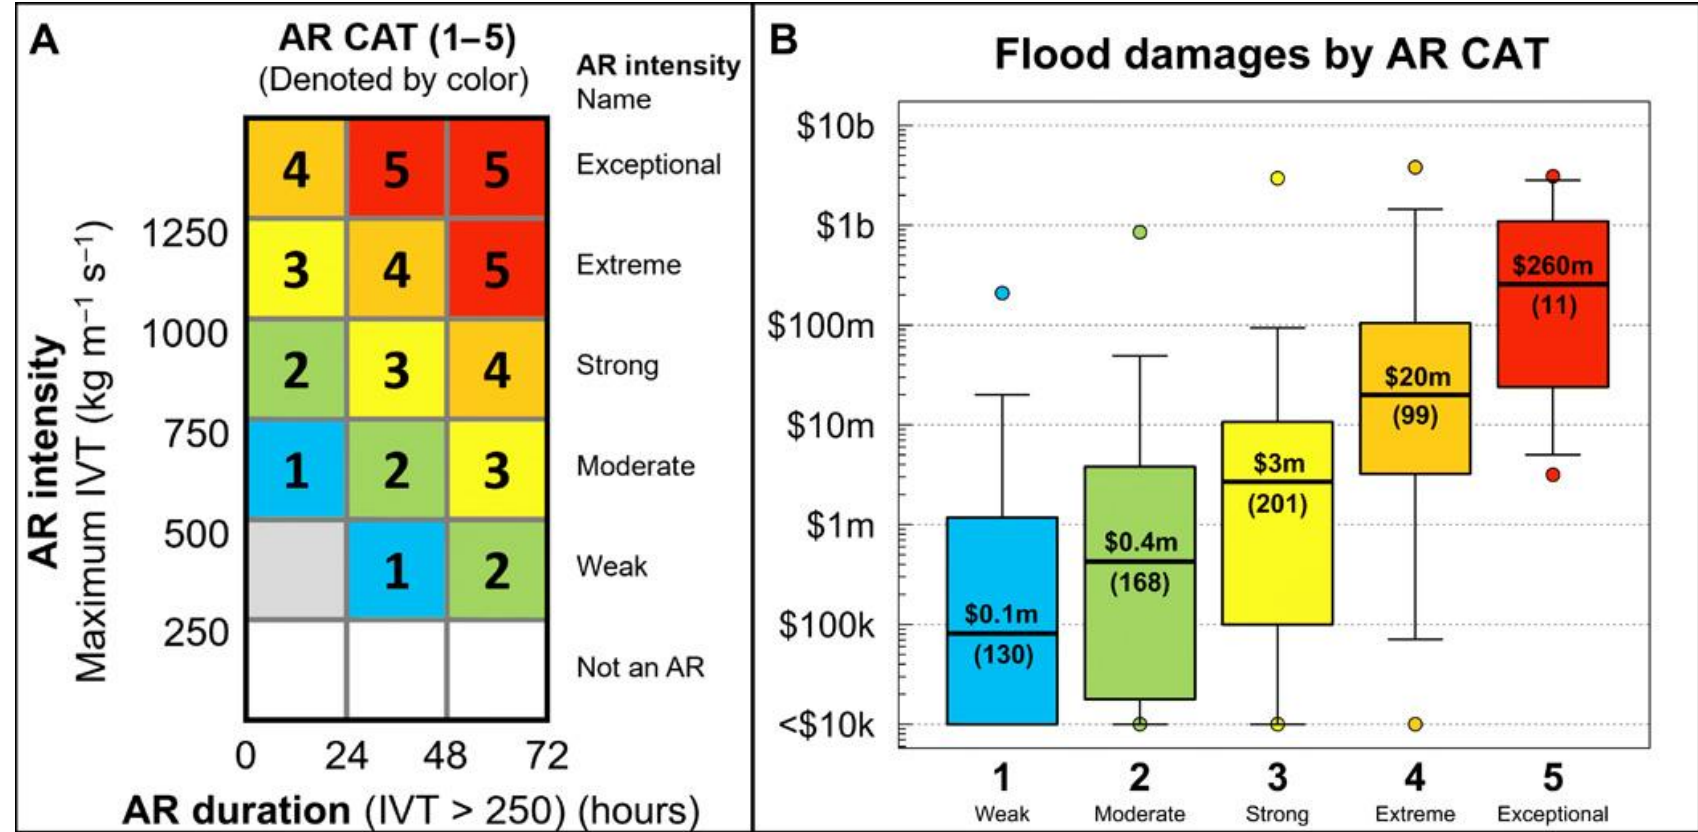 A
AR CAT (1–5)
(Denoted by color)
AR intensity
Name
4 5 5 Exceptional
1250
3 4 5 Extreme
1000
2 3 4 Strong
750
1 2 3 Moderate
500
1 2 Weak
250
Not an AR
0 24 48 72
AR duration (IVT > 250) (hours)
AR intensity
Maximum IVT (kg m⁻¹ s⁻¹)
B
Flood damages by AR CAT
$10b
$1b
$100m
$10m
$1m
$100k
<$10k
$0.1m
(130)
$0.4m
(168)
$3m
(201)
$20m
(99)
$260m
(11)
1 2 3 4 5
Weak Moderate Strong Extreme Exceptional